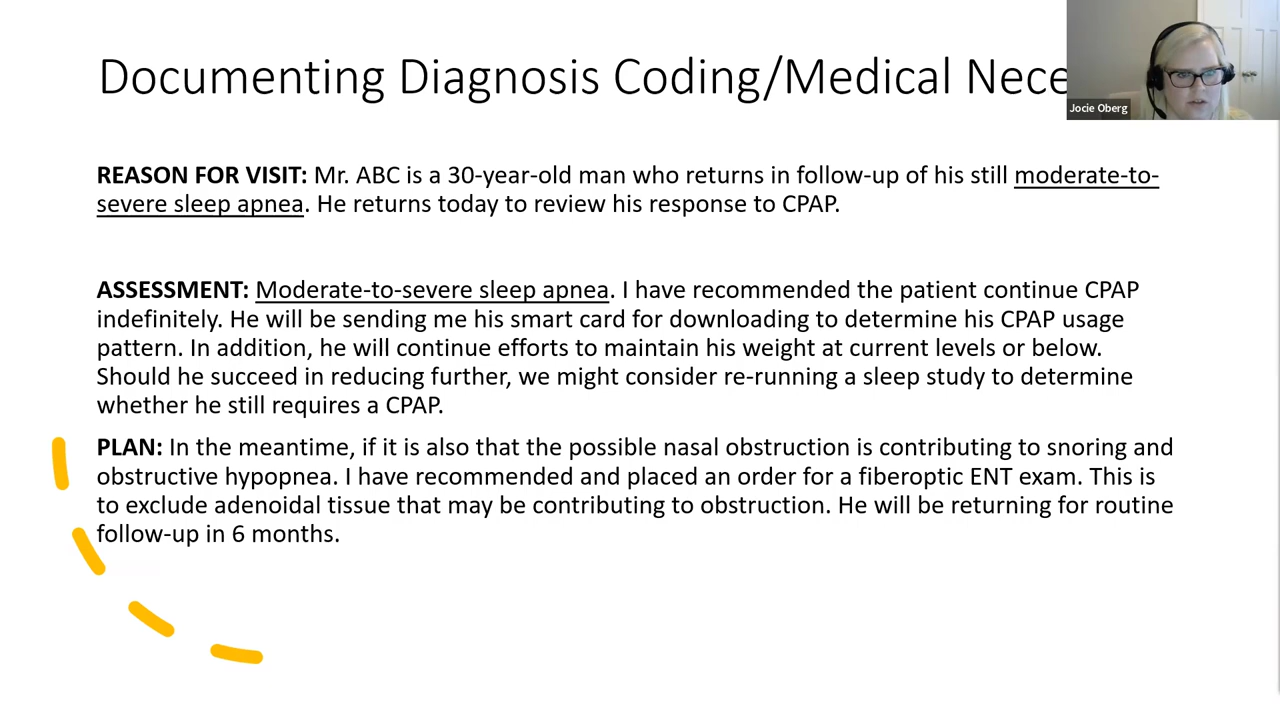 Documenting Diagnosis Coding/Medical Nece
Jocie Oberg
REASON FOR VISIT: Mr. ABC is a 30-year-old man who returns in follow-up of his still moderate-to-
severe sleep apnea. He returns today to review his response to CPAP.
ASSESSMENT: Moderate-to-severe sleep apnea. I have recommended the patient continue CPAP
indefinitely. He will be sending me his smart card for downloading to determine his CPAP usage
pattern. In addition, he will continue efforts to maintain his weight at current levels or below.
Should he succeed in reducing further, we might consider re-running a sleep study to determine
whether he still requires a CPAP.
PLAN: In the meantime, if it is also that the possible nasal obstruction is contributing to snoring and
obstructive hypopnea. I have recommended and placed an order for a fiberoptic ENT exam. This is
to exclude adenoidal tissue that may be contributing to obstruction. He will be returning for routine
follow-up in 6 months.